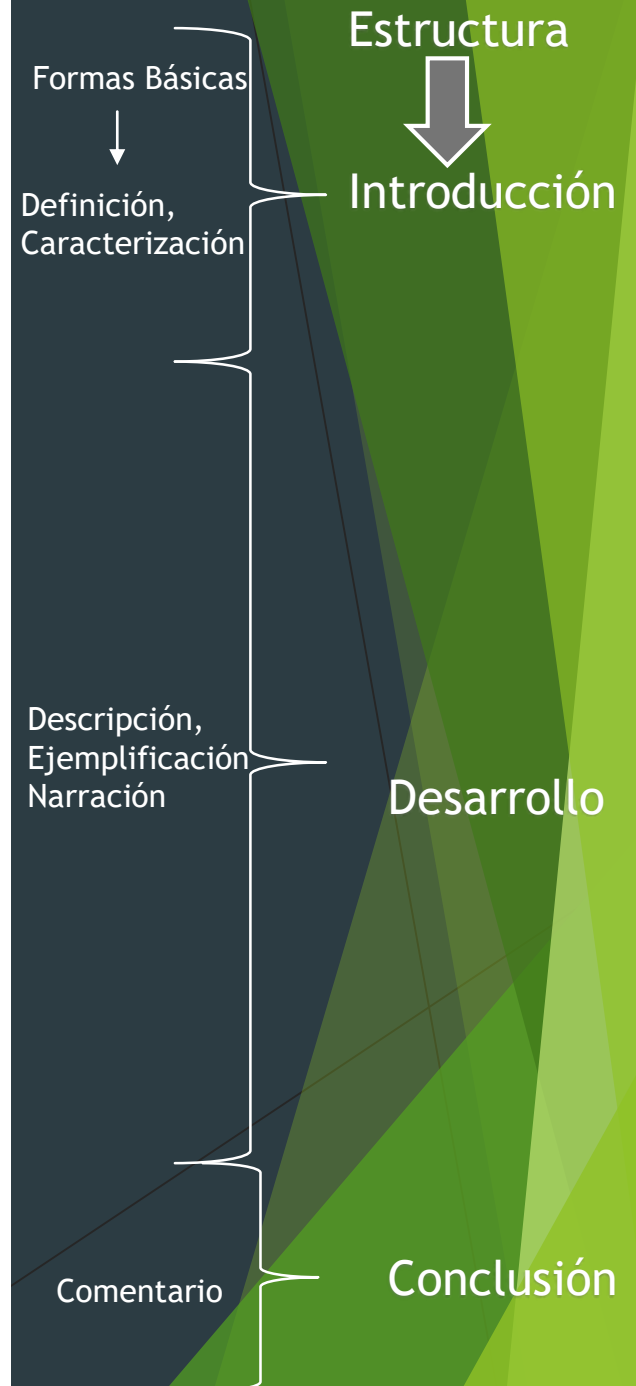 Estructura
Formas Básicas
Introducción
Definición,
Caracterización
Descripción,
Ejemplificación
Narración
Desarrollo
Comentario
Conclusión